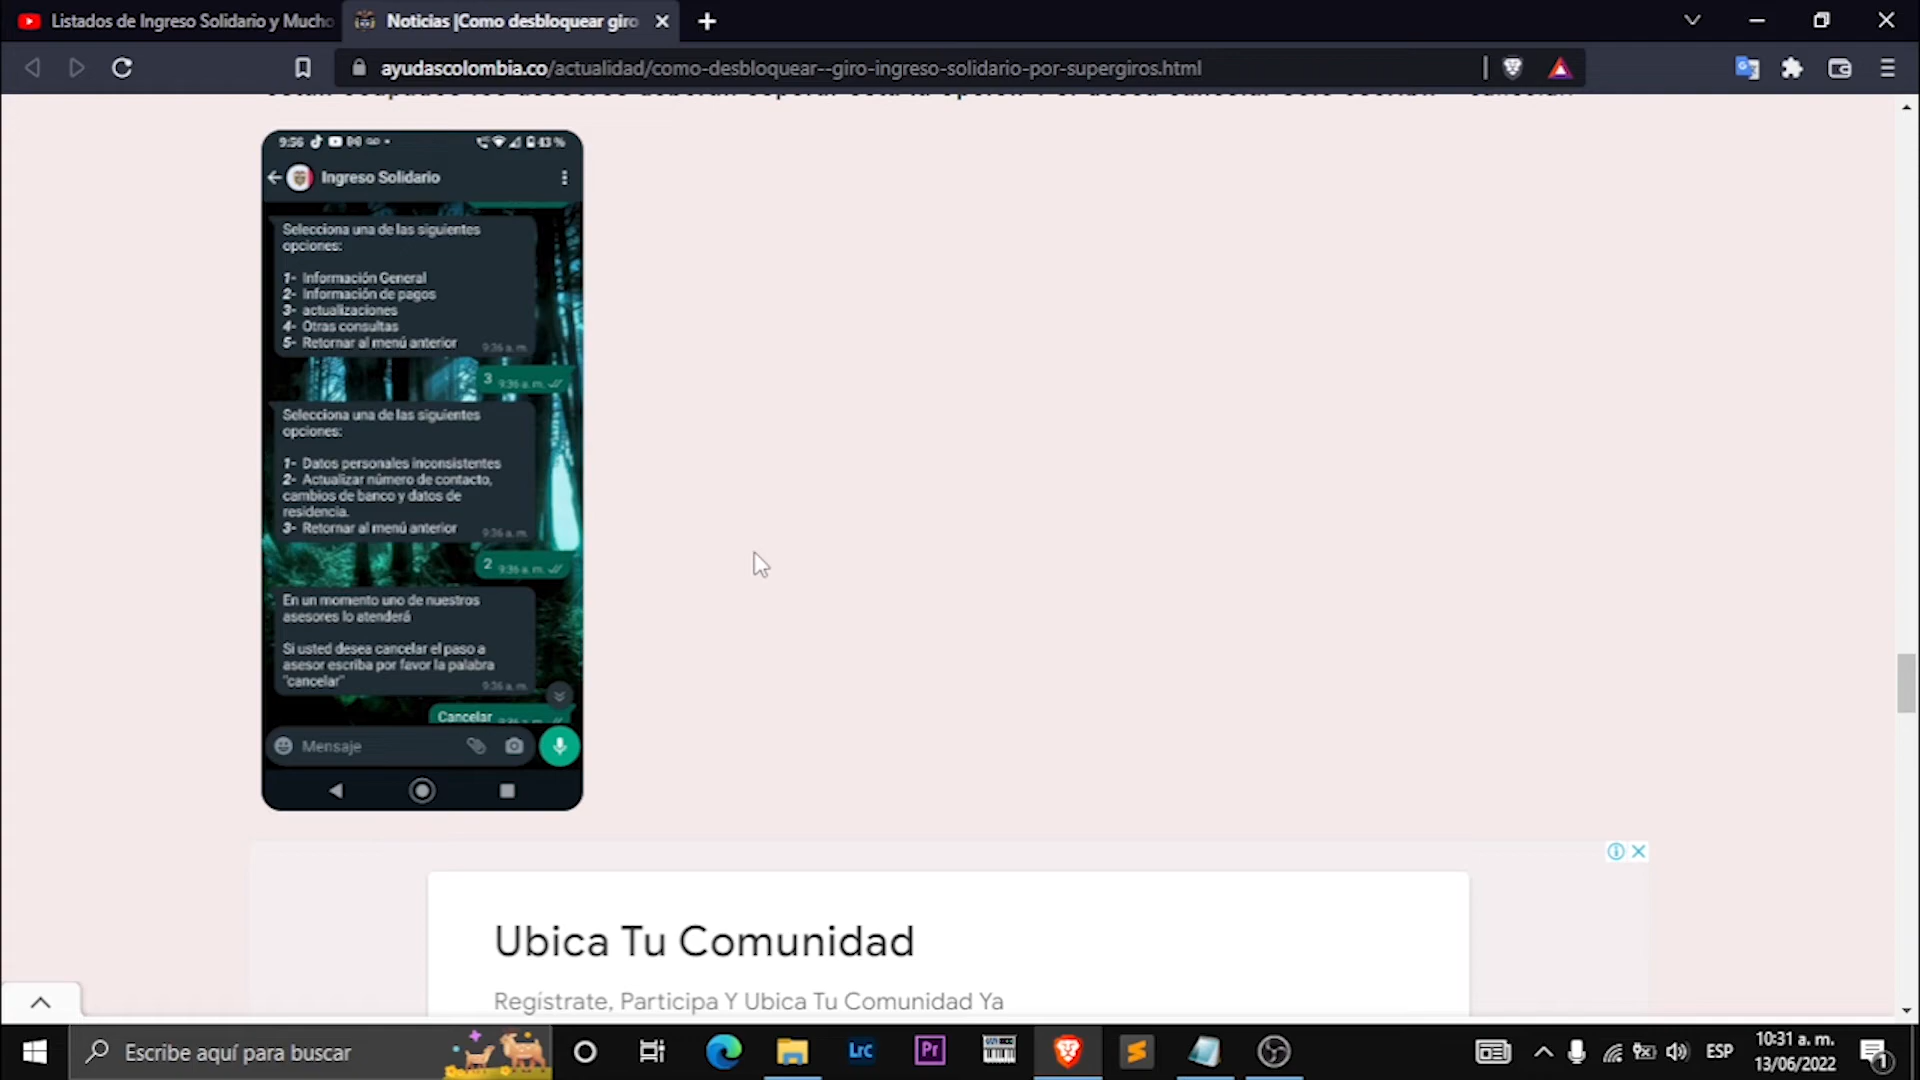 Listados de Ingreso Solidario y Mucho
Noticias |Como desbloquear giro
ayudascolombia.co/actualidad/como-desbloquear--giro-ingreso-solidario-por-supergiros.html
9:56
43 %
Ingreso Solidario
Selecciona una de las siguientes
opciones:
1- Información General
2- Información de pagos
3- actualizaciones
4- Otras consultas
5- Retornar al menú anterior
9:36 a. m.
3 9:36 a. m.
Selecciona una de las siguientes
opciones:
1- Datos personales inconsistentes
2- Actualizar número de contacto,
cambios de banco y datos de
residencia.
3- Retornar al menú anterior
9:36 a. m.
2 9:36 a. m.
En un momento uno de nuestros
asesores lo atenderá
Si usted desea cancelar el paso a
asesor escriba por favor la palabra
"cancelar"
9:36 a. m.
Cancelar
Mensaje
Ubica Tu Comunidad
Regístrate, Participa Y Ubica Tu Comunidad Ya
Escribe aquí para buscar
Lrc
Pr
ESP
10:31 a. m.
13/06/2022
1